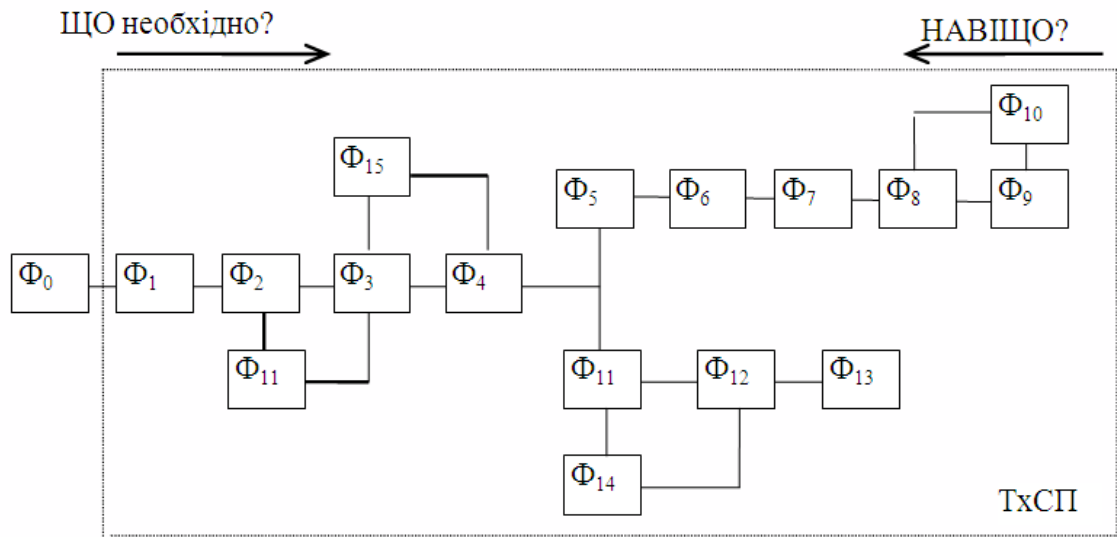 ЩО необхідно?
НАВІЩО?
Ф10
Ф15
Ф5 Ф6 Ф7 Ф8 Ф9
Ф0 Ф1 Ф2 Ф3 Ф4
Ф11 Ф11 Ф12 Ф13
Ф14
ТхСП